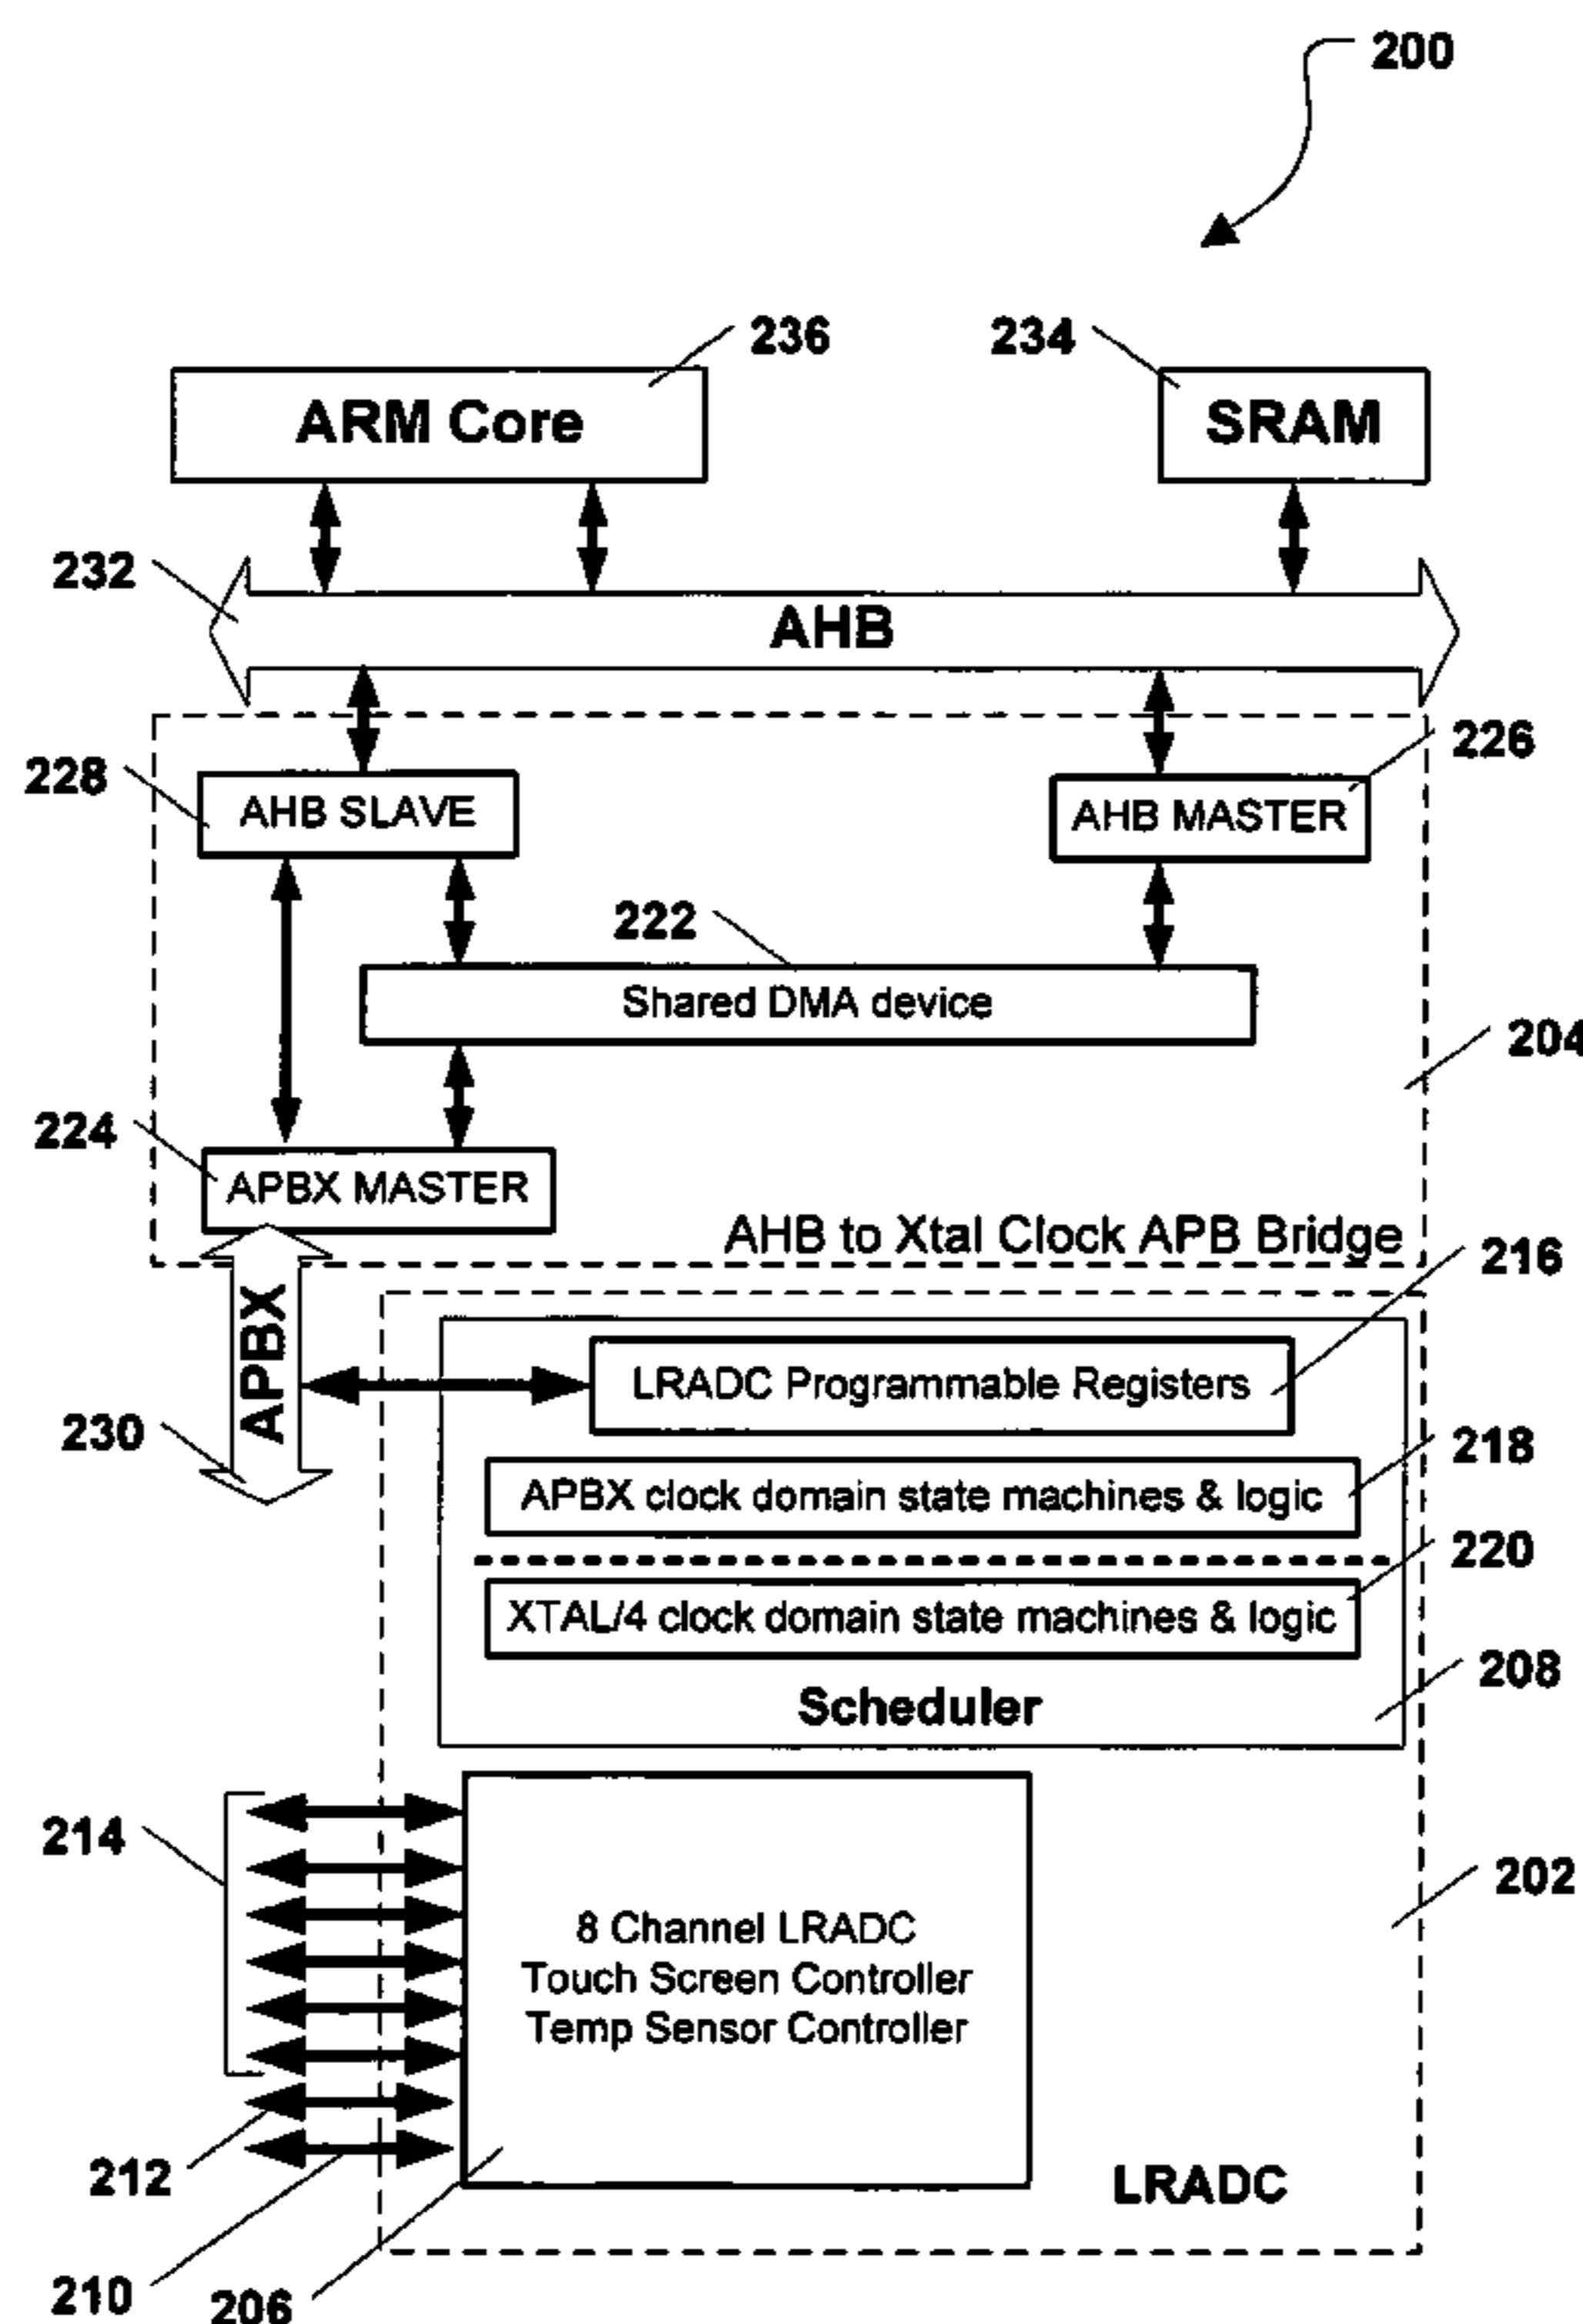 200
236
234
ARM Core
SRAM
232
AHB
228
226
AHB SLAVE
AHB MASTER
222
Shared DMA device
204
224
APBX MASTER
AHB to Xtal Clock APB Bridge
216
APBX
LRADC Programmable Registers
230
218
APBX clock domain state machines & logic
220
XTAL/4 clock domain state machines & logic
208
Scheduler
214
202
8 Channel LRADC
Touch Screen Controller
Temp Sensor Controller
212
LRADC
210
206